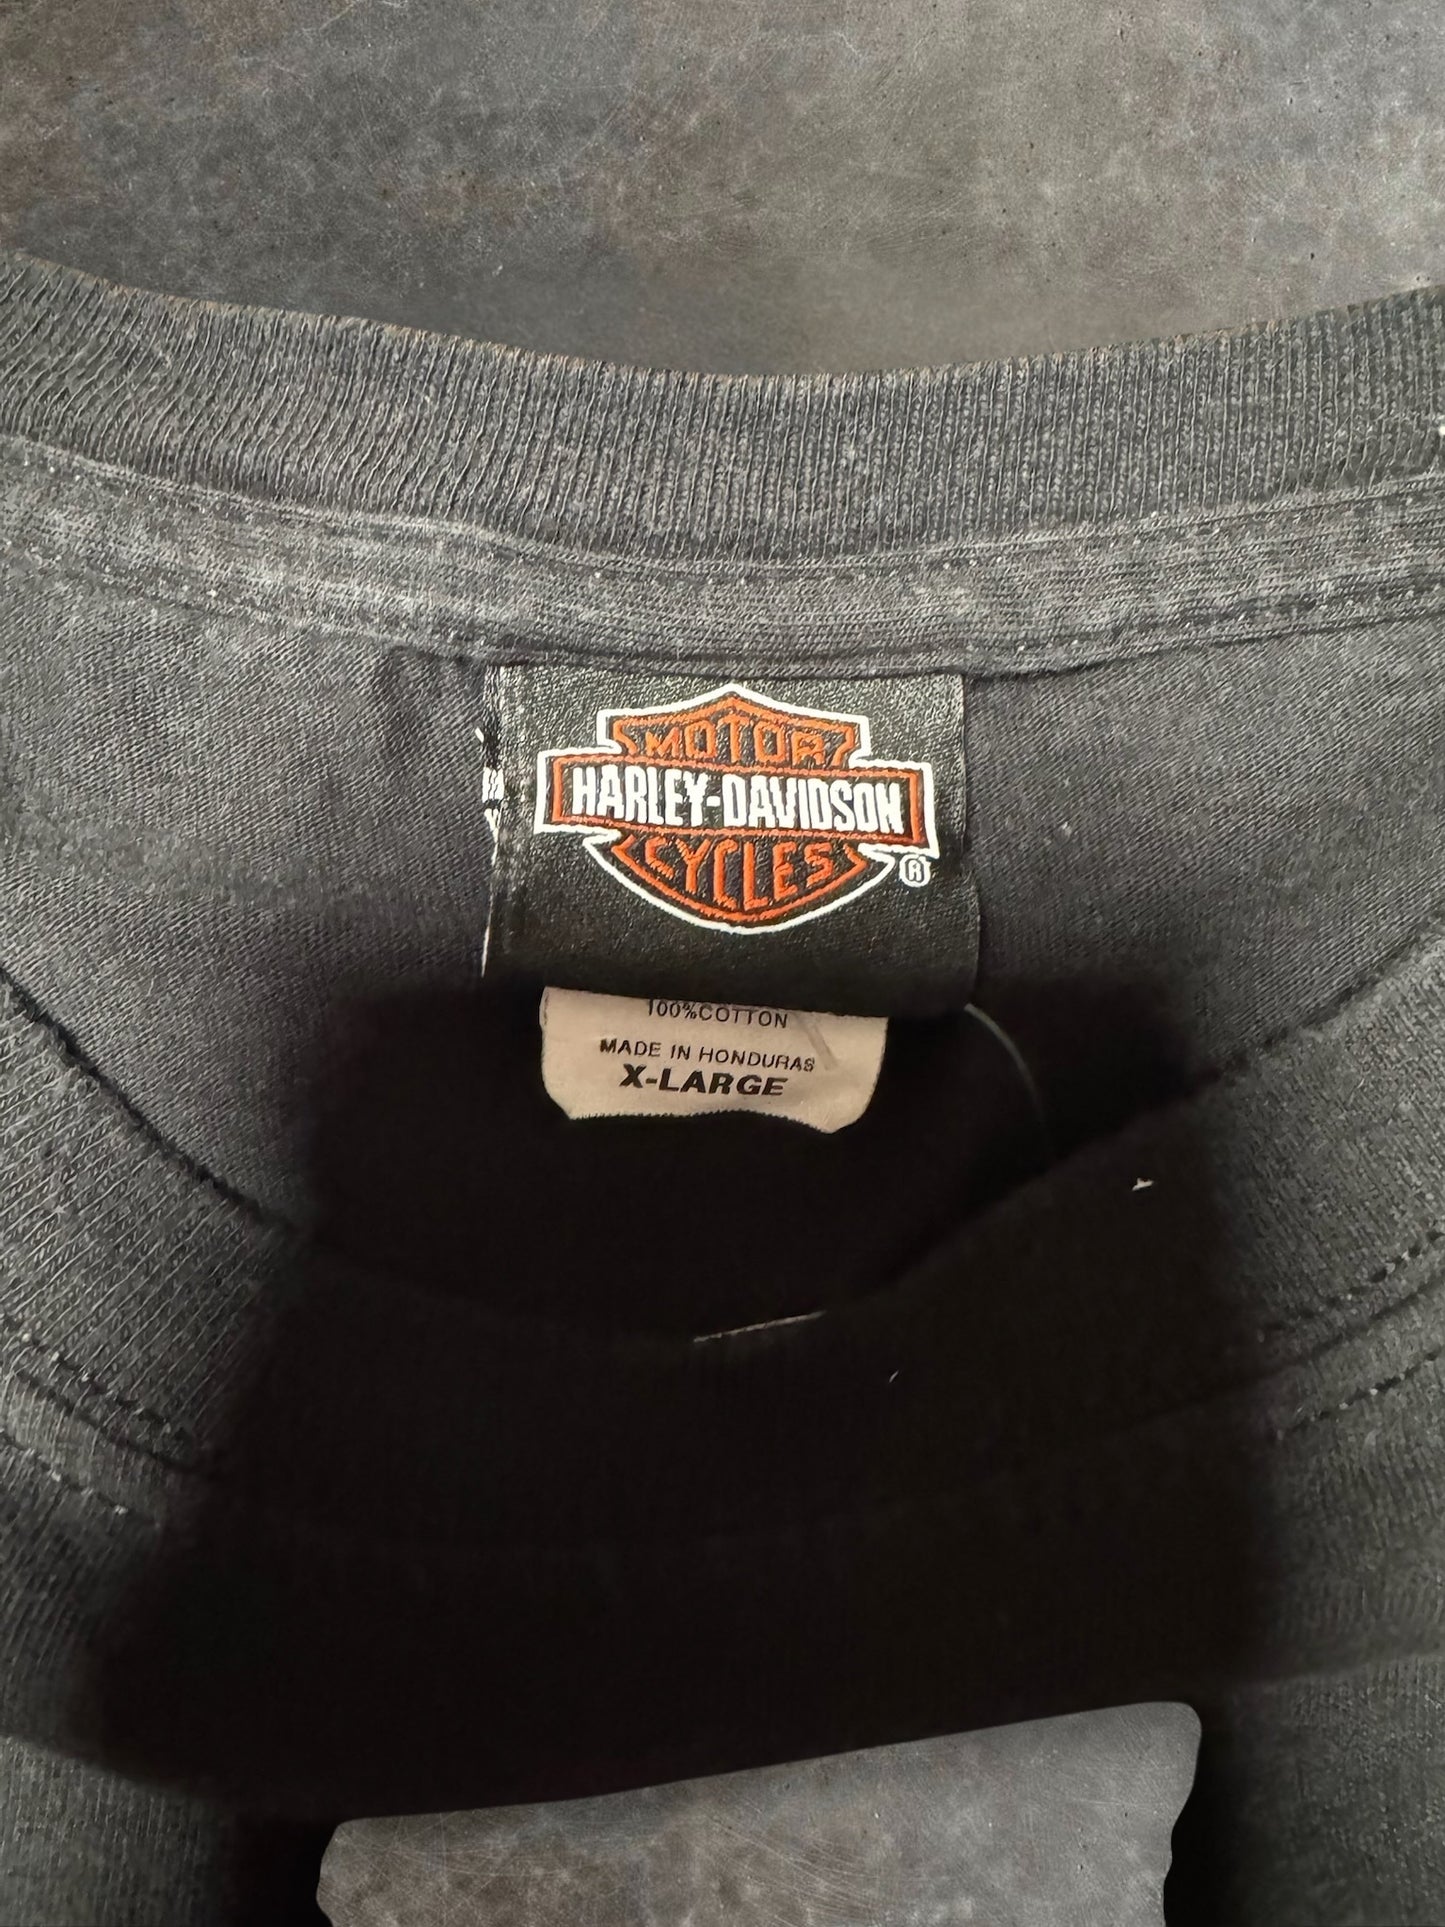 MOTOR
HARLEY-DAVIDSON
CYCLES
®
100%COTTON
MADE IN HONDURAS
X-LARGE